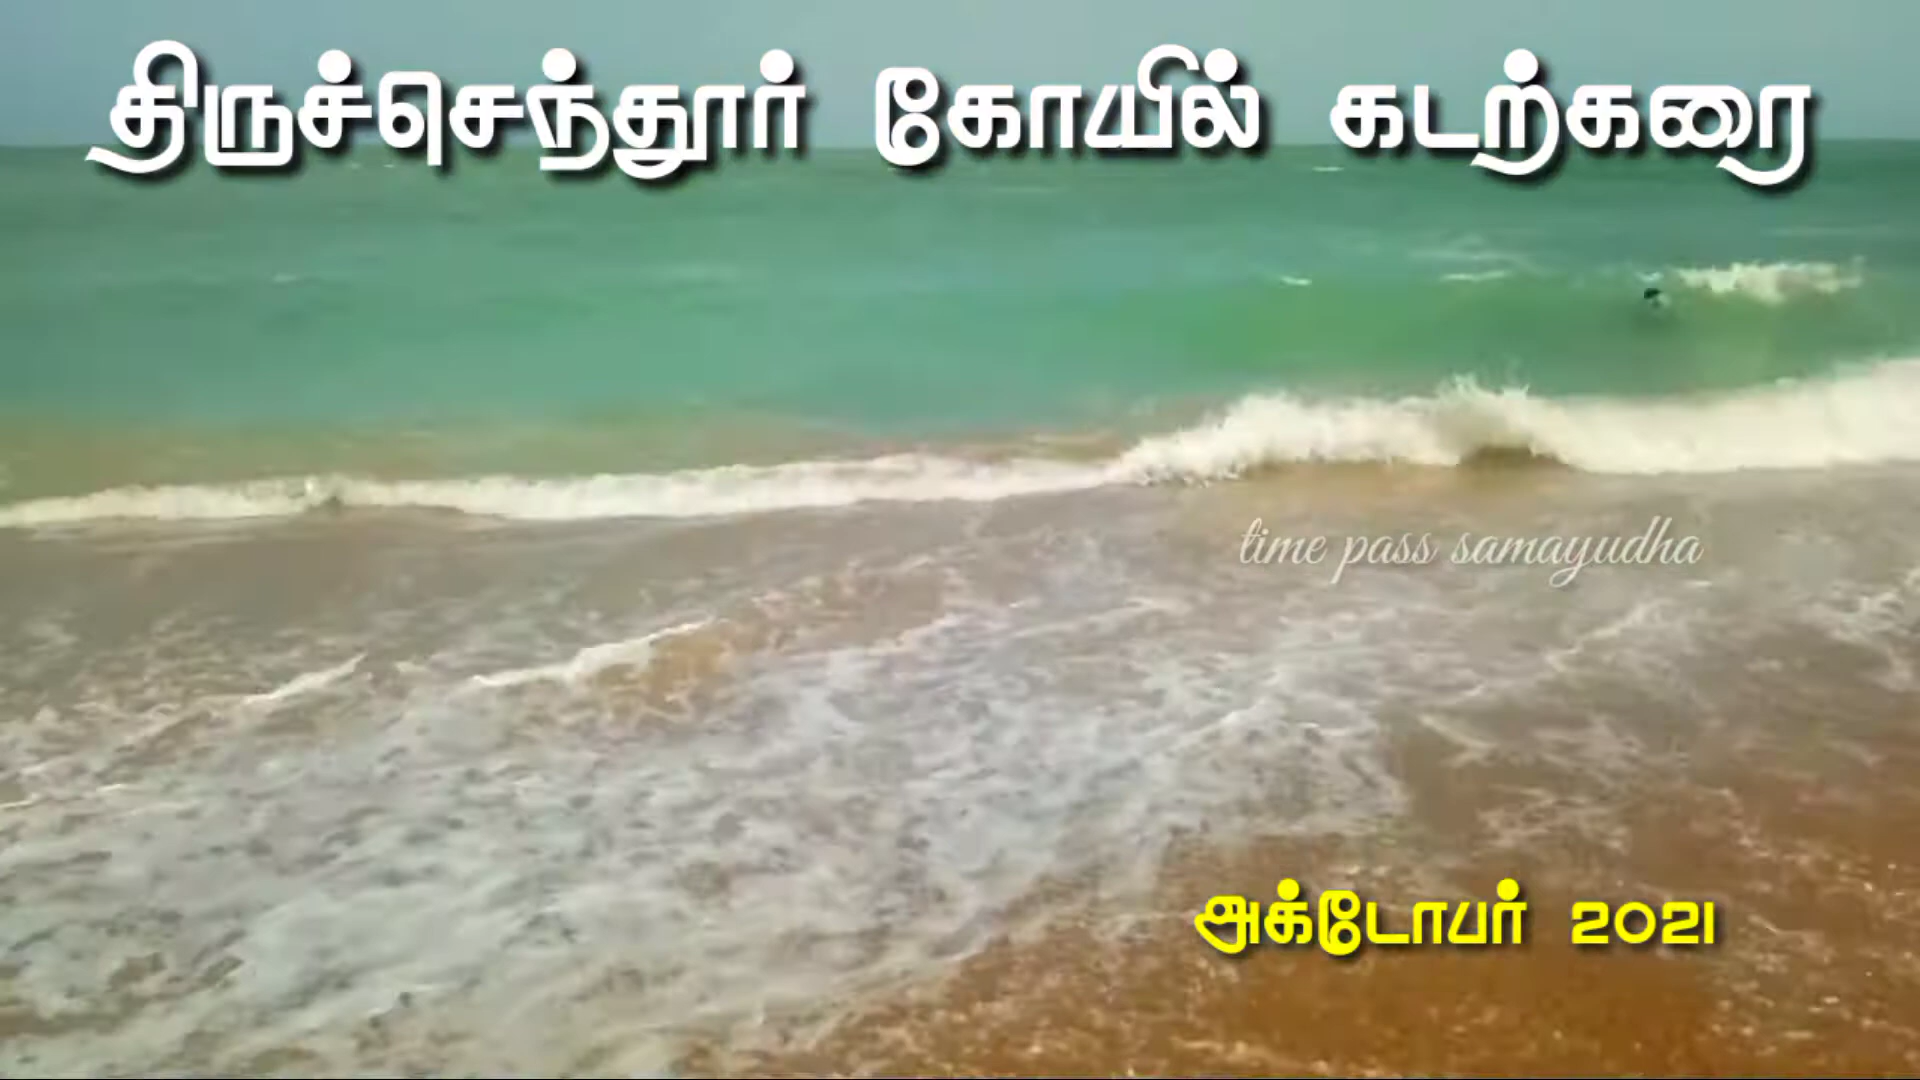 திருச்செந்தூர் கோயில் கடற்கரை
time pass samayudha
அக்டோபர் 2021